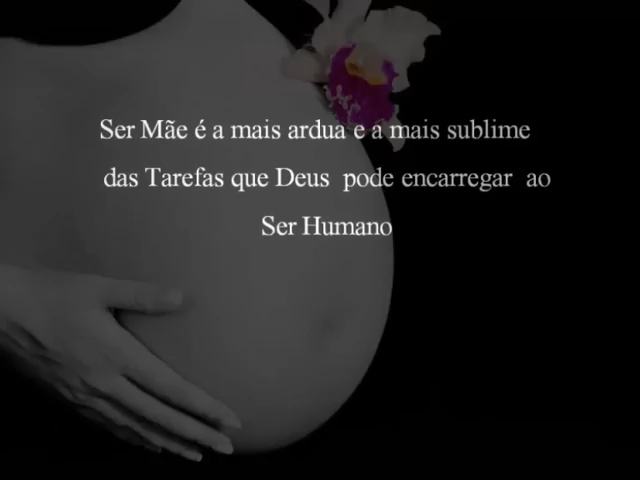 Ser Mãe é a mais ardua e a mais sublime
das Tarefas que Deus pode encarregar ao
Ser Humano